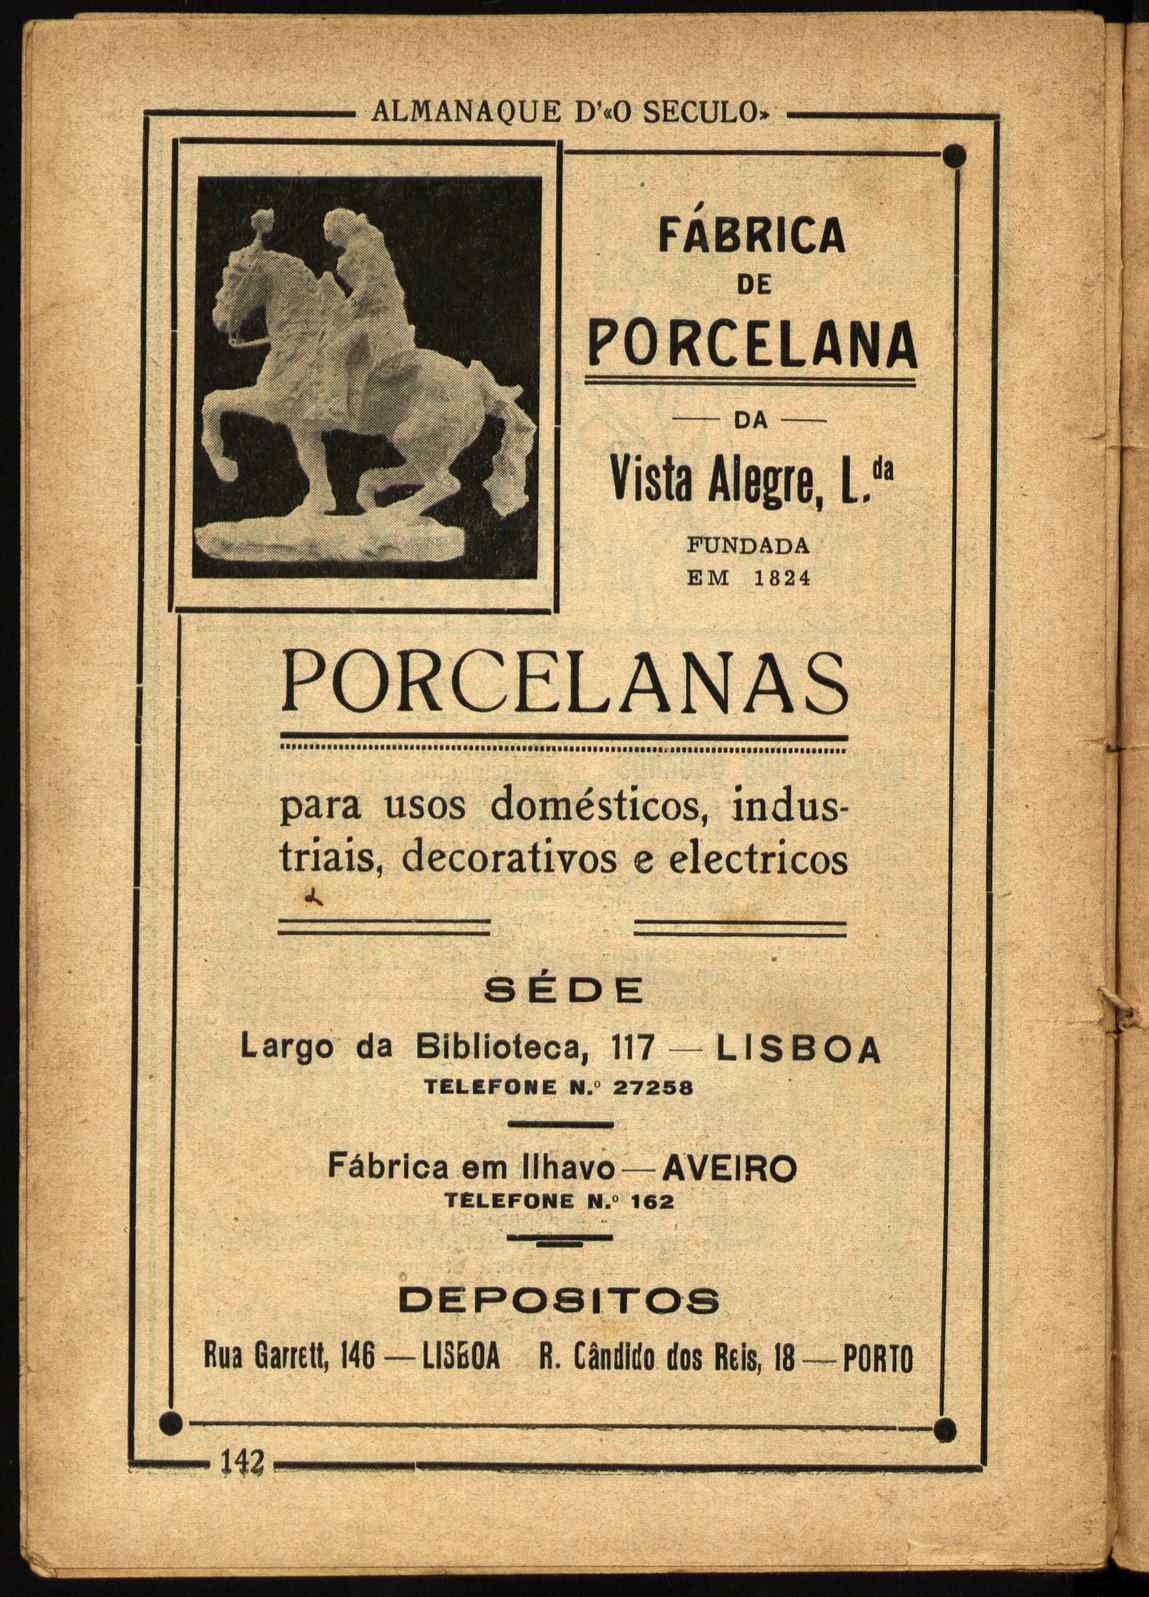 ALMANAQUE D'«O SECULO»
FÁBRICA
DE
PORCELANA
— DA —
Vista Alegre, L.da
FUNDADA
EM 1824
PORCELANAS
para usos domésticos, indus-
triais, decorativos e electricos
SÉDE
Largo da Biblioteca, 117 — LISBOA
TELEFONE N.º 27258
Fábrica em Ilhavo — AVEIRO
TELEFONE N.º 162
DEPOSITOS
Rua Garrett, 146 — LISBOA R. Cândido dos Reis, 18 — PORTO
142